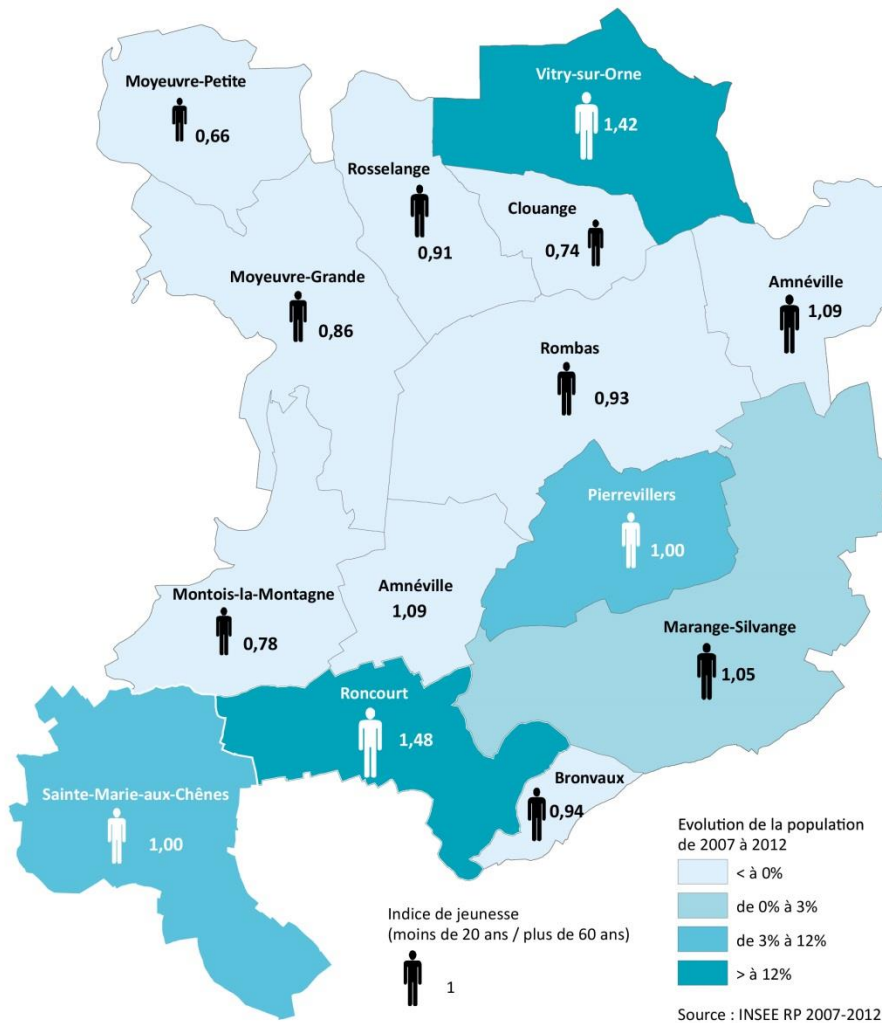 Moyeuvre-Petite
0,66
Vitry-sur-Orne
1,42
Rosselange
0,91
Clouange
0,74
Moyeuvre-Grande
0,86
Amnéville
1,09
Rombas
0,93
Pierrevillers
1,00
Montois-la-Montagne
0,78
Amnéville
1,09
Marange-Silvange
1,05
Roncourt
1,48
Bronvaux
0,94
Sainte-Marie-aux-Chênes
1,00
Indice de jeunesse
(moins de 20 ans / plus de 60 ans)
1
Evolution de la population
de 2007 à 2012
< à 0%
de 0% à 3%
de 3% à 12%
> à 12%
Source : INSEE RP 2007-2012